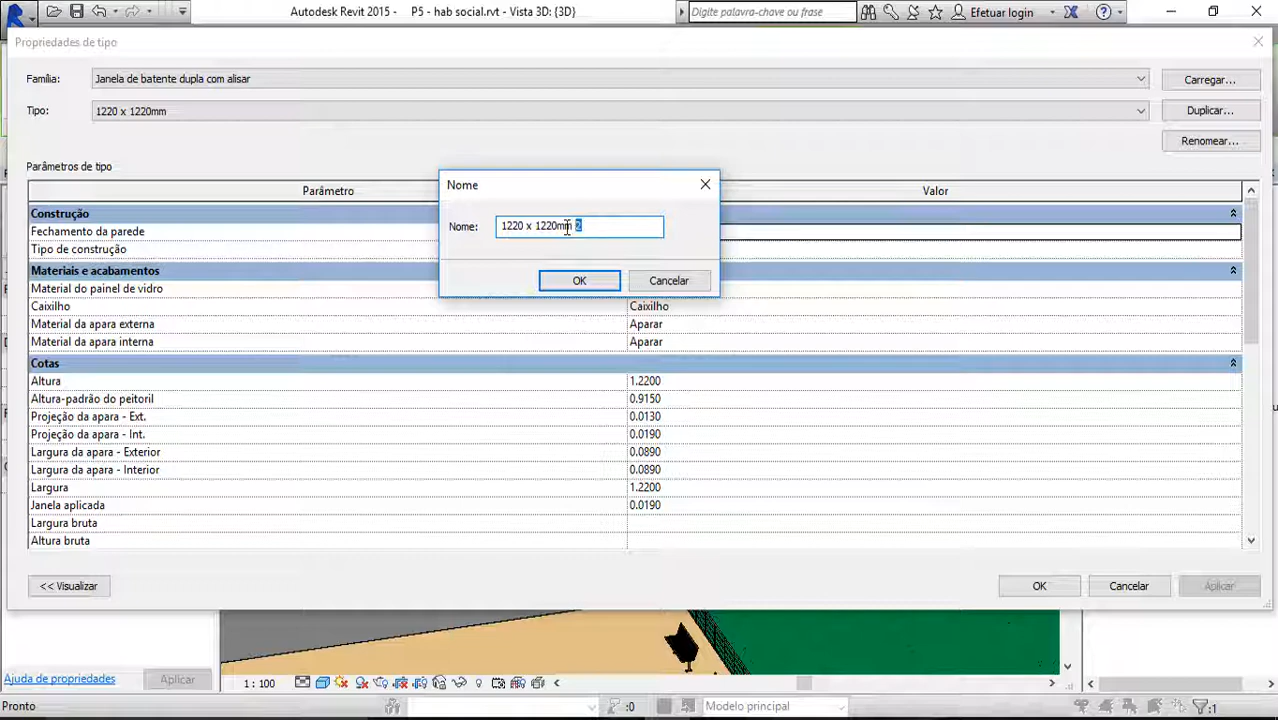 Autodesk Revit 2015 - P5 - hab social.rvt - Vista 3D: {3D}
Digite palavra-chave ou frase
Efetuar login
Propriedades de tipo
Família: Janela de batente dupla com alisar Carregar...
Tipo: 1220 x 1220mm Duplicar...
Renomear...
Parâmetros de tipo
Parâmetro Valor
Construção
Fechamento da parede
Tipo de construção
Materiais e acabamentos
Material do painel de vidro
Caixilho Caixilho
Material da apara externa Aparar
Material da apara interna Aparar
Cotas
Altura 1.2200
Altura-padrão do peitoril 0.9150
Projeção da apara - Ext. 0.0130
Projeção da apara - Int. 0.0190
Largura da apara - Exterior 0.0890
Largura da apara - Interior 0.0890
Largura 1.2200
Janela aplicada 0.0190
Largura bruta
Altura bruta
Nome
Nome: 1220 x 1220mm 2
OK Cancelar
<< Visualizar OK Cancelar Aplicar
Ajuda de propriedades Aplicar
1 : 100
Pronto :0 Modelo principal :1